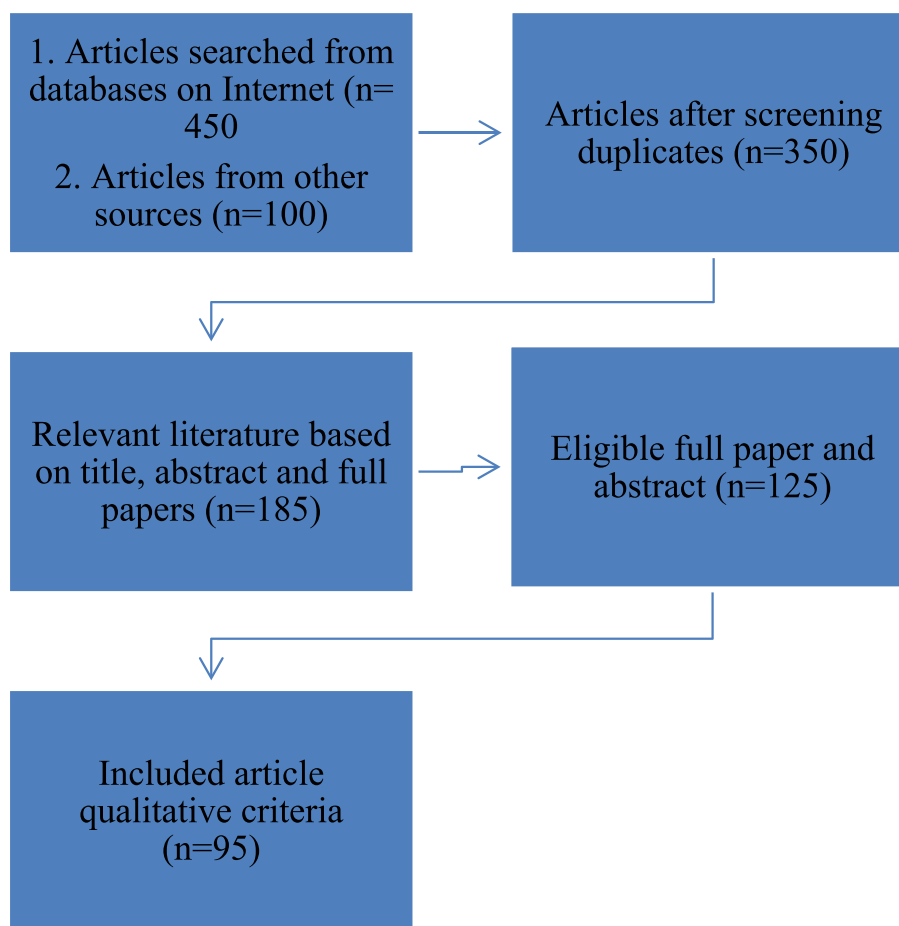 1. Articles searched from
databases on Internet (n=
450
2. Articles from other
sources (n=100)
Articles after screening
duplicates (n=350)
Relevant literature based
on title, abstract and full
papers (n=185)
Eligible full paper and
abstract (n=125)
Included article
qualitative criteria
(n=95)